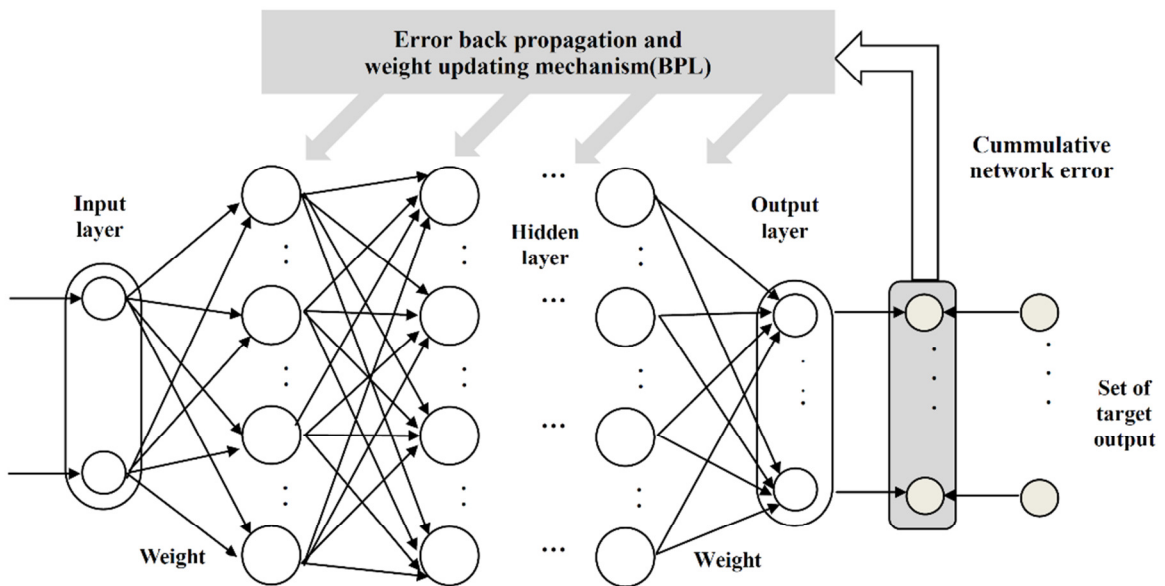 Error back propagation and
weight updating mechanism(BPL)
Cummulative
network error
Input
layer
Hidden
layer
Output
layer
Set of
target
output
Weight
Weight